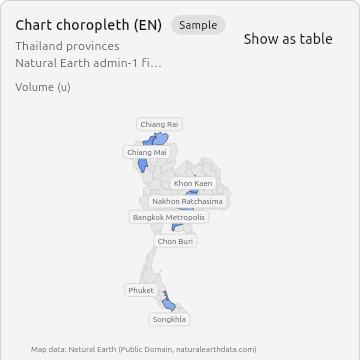 Chart choropleth (EN) Sample
Show as table
Thailand provinces
Natural Earth admin-1 fi…
Volume (u)
Chiang Rai
Chiang Mai
Khon Kaen
Nakhon Ratchasima
Bangkok Metropolis
Chon Buri
Phuket
Songkhla
Map data: Natural Earth (Public Domain, naturalearthdata.com)